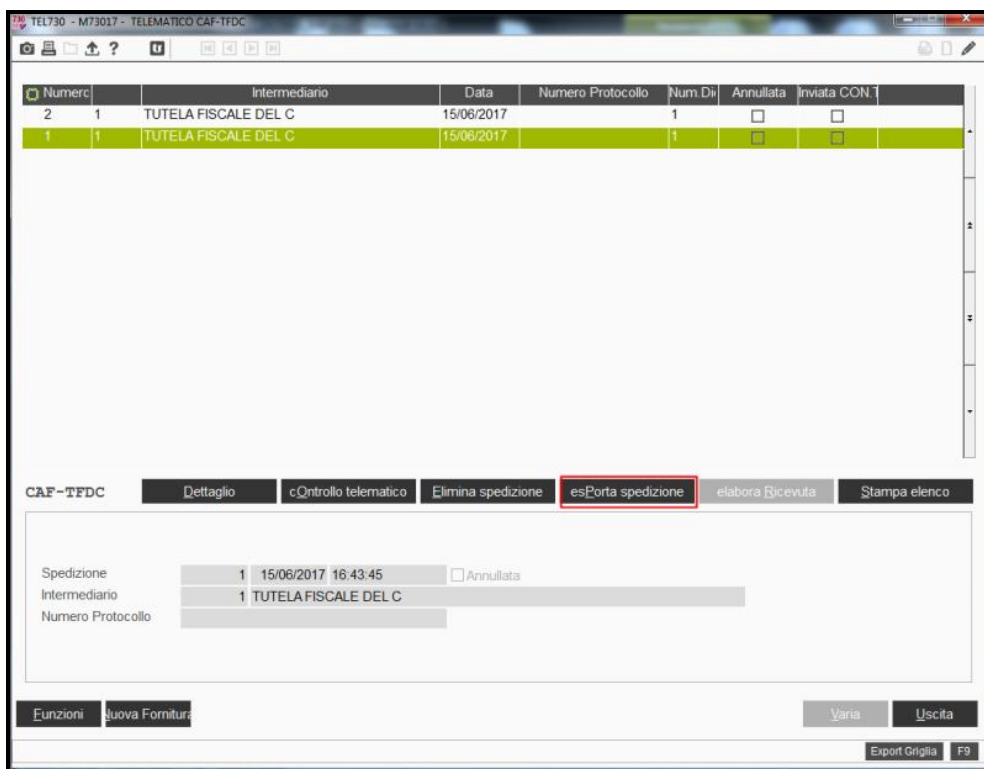 TEL730 - M73017 - TELEMATICO CAF-TFDC
Numerc Intermediario Data Numero Protocollo Num.Di Annullata Inviata CON.T
2 1 TUTELA FISCALE DEL C 15/06/2017 1
1 1 TUTELA FISCALE DEL C 15/06/2017 1
CAF-TFDC Dettaglio cOntrollo telematico Elimina spedizione esPorta spedizione elabora Ricevuta Stampa elenco
Spedizione 1 15/06/2017 16:43:45 Annullata
Intermediario 1 TUTELA FISCALE DEL C
Numero Protocollo
Funzioni Nuova Fornitura Varia Uscita
Export Griglia F9